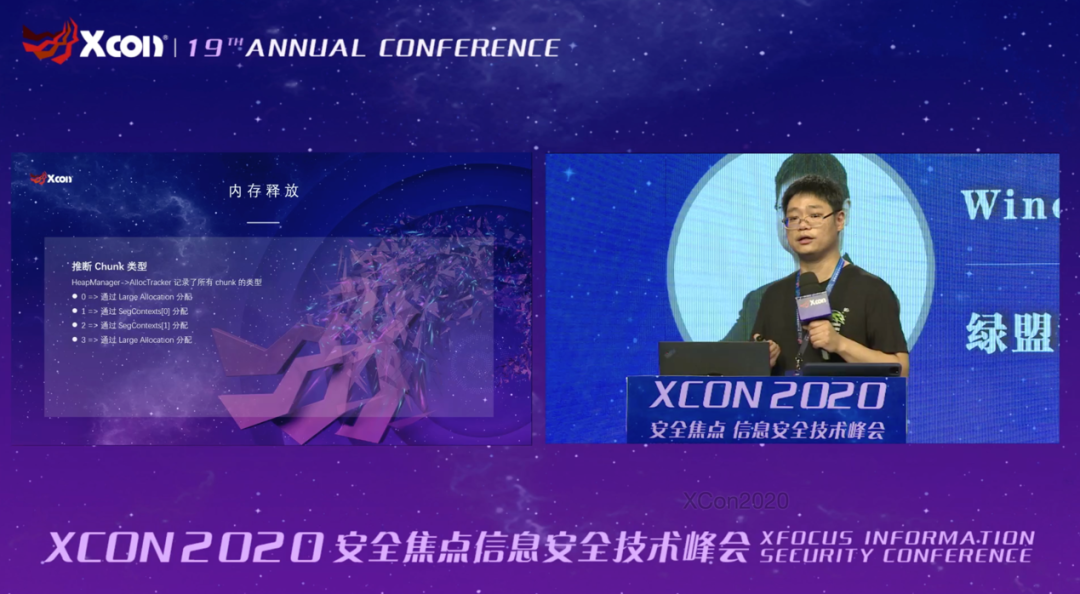 Xcon® | 19TH ANNUAL CONFERENCE
Xcon
内存释放
推断 Chunk 类型
HeapManager->AllocTracker 记录了所有 chunk 的类型
● 0 => 通过 Large Allocation 分配
● 1 => 通过 SegContexts[0] 分配
● 2 => 通过 SegContexts[1] 分配
● 3 => 通过 Large Allocation 分配
Wind
绿盟
Xcon
XCON 2020
安全焦点 信息安全技术峰会
XCon2020
XCON2020 安全焦点信息安全技术峰会 XFOCUS INFORMATION
SECURITY CONFERENCE